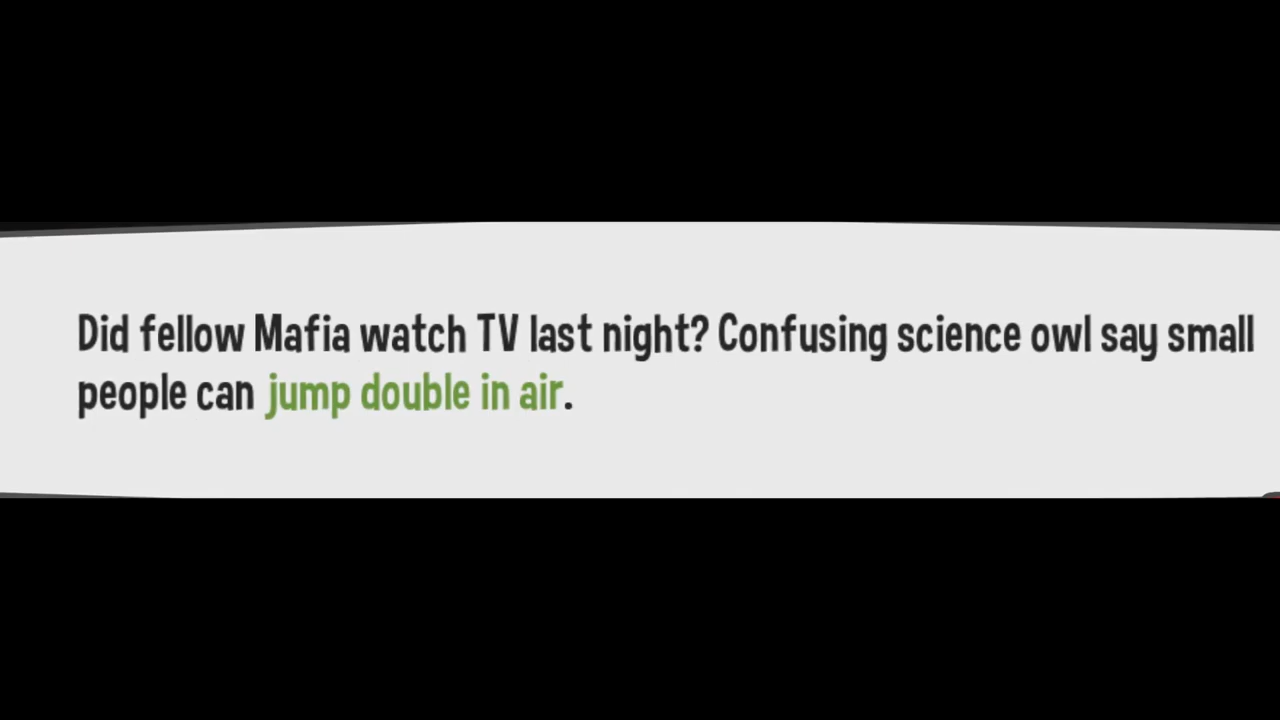 Did fellow Mafia watch TV last night? Confusing science owl say small
people can jump double in air.